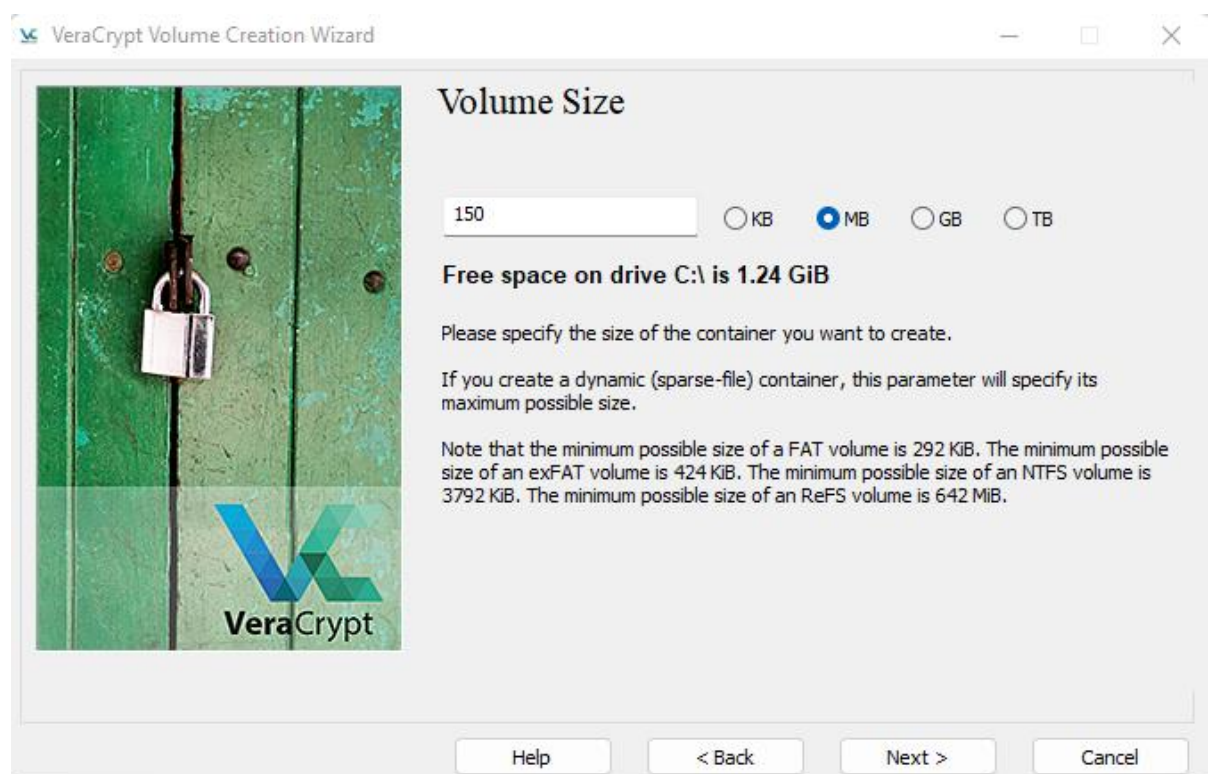 VeraCrypt Volume Creation Wizard
Volume Size
150
KB MB GB TB
Free space on drive C:\ is 1.24 GiB
Please specify the size of the container you want to create.
If you create a dynamic (sparse-file) container, this parameter will specify its
maximum possible size.
Note that the minimum possible size of a FAT volume is 292 KiB. The minimum possible
size of an exFAT volume is 424 KiB. The minimum possible size of an NTFS volume is
3792 KiB. The minimum possible size of an ReFS volume is 642 MiB.
VeraCrypt
Help < Back Next > Cancel